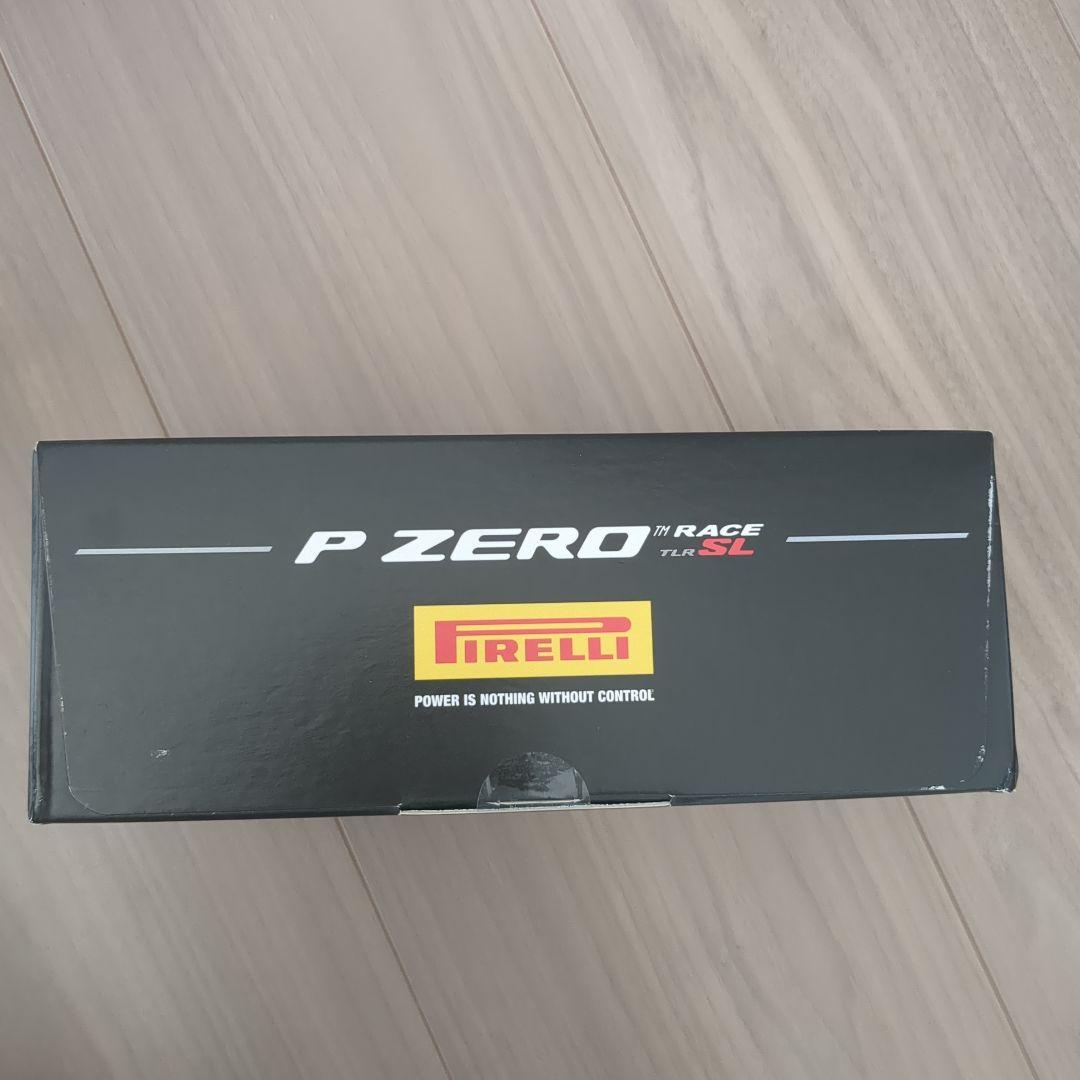 P ZERO™ RACE
TLR SL
PIRELLI
POWER IS NOTHING WITHOUT CONTROL